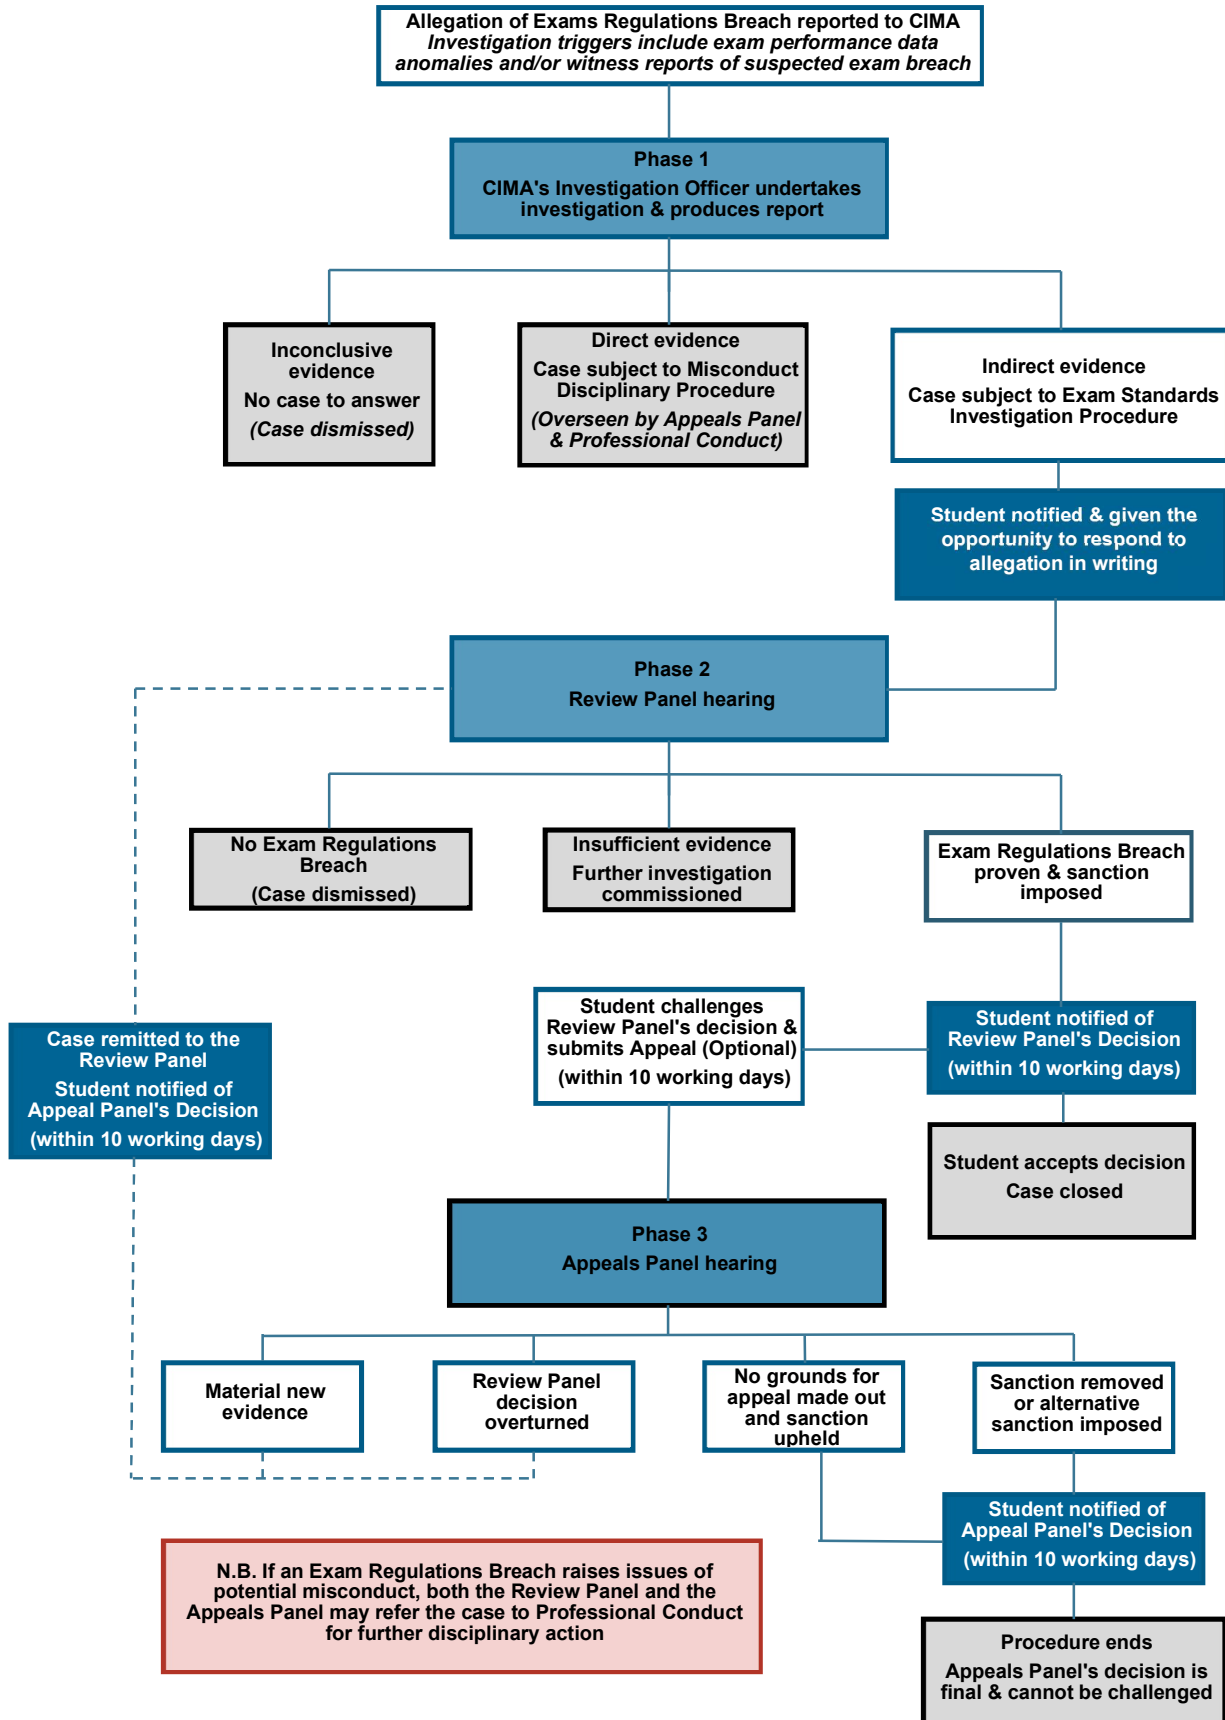 Allegation of Exams Regulations Breach reported to CIMA
Investigation triggers include exam performance data
anomalies and/or witness reports of suspected exam breach
Phase 1
CIMA's Investigation Officer undertakes
investigation & produces report
Inconclusive
evidence
No case to answer
(Case dismissed)
Direct evidence
Case subject to Misconduct
Disciplinary Procedure
(Overseen by Appeals Panel
& Professional Conduct)
Indirect evidence
Case subject to Exam Standards
Investigation Procedure
Student notified & given the
opportunity to respond to
allegation in writing
Phase 2
Review Panel hearing
No Exam Regulations
Breach
(Case dismissed)
Insufficient evidence
Further investigation
commissioned
Exam Regulations Breach
proven & sanction
imposed
Student challenges
Review Panel's decision &
submits Appeal (Optional)
(within 10 working days)
Student notified of
Review Panel's Decision
(within 10 working days)
Case remitted to the
Review Panel
Student notified of
Appeal Panel's Decision
(within 10 working days)
Student accepts decision
Case closed
Phase 3
Appeals Panel hearing
Material new
evidence
Review Panel
decision
overturned
No grounds for
appeal made out
and sanction
upheld
Sanction removed
or alternative
sanction imposed
Student notified of
Appeal Panel's Decision
(within 10 working days)
N.B. If an Exam Regulations Breach raises issues of
potential misconduct, both the Review Panel and the
Appeals Panel may refer the case to Professional Conduct
for further disciplinary action
Procedure ends
Appeals Panel's decision is
final & cannot be challenged